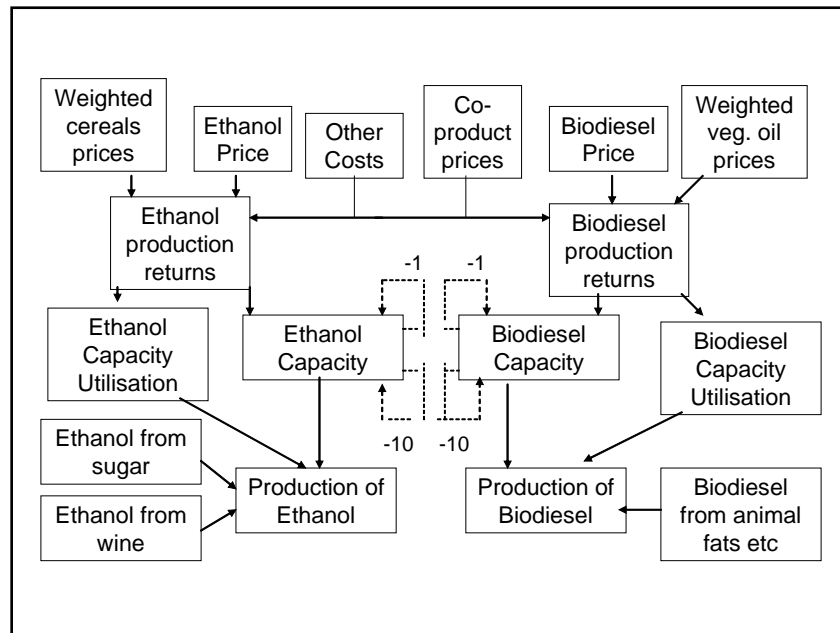 Weighted
cereals
prices
Ethanol
Price
Other
Costs
Co-
product
prices
Biodiesel
Price
Weighted
veg. oil
prices
Ethanol
production
returns
Biodiesel
production
returns
-1
-1
Ethanol
Capacity
Utilisation
Ethanol
Capacity
Biodiesel
Capacity
Biodiesel
Capacity
Utilisation
-10
-10
Ethanol from
sugar
Ethanol from
wine
Production of
Ethanol
Production of
Biodiesel
Biodiesel
from animal
fats etc